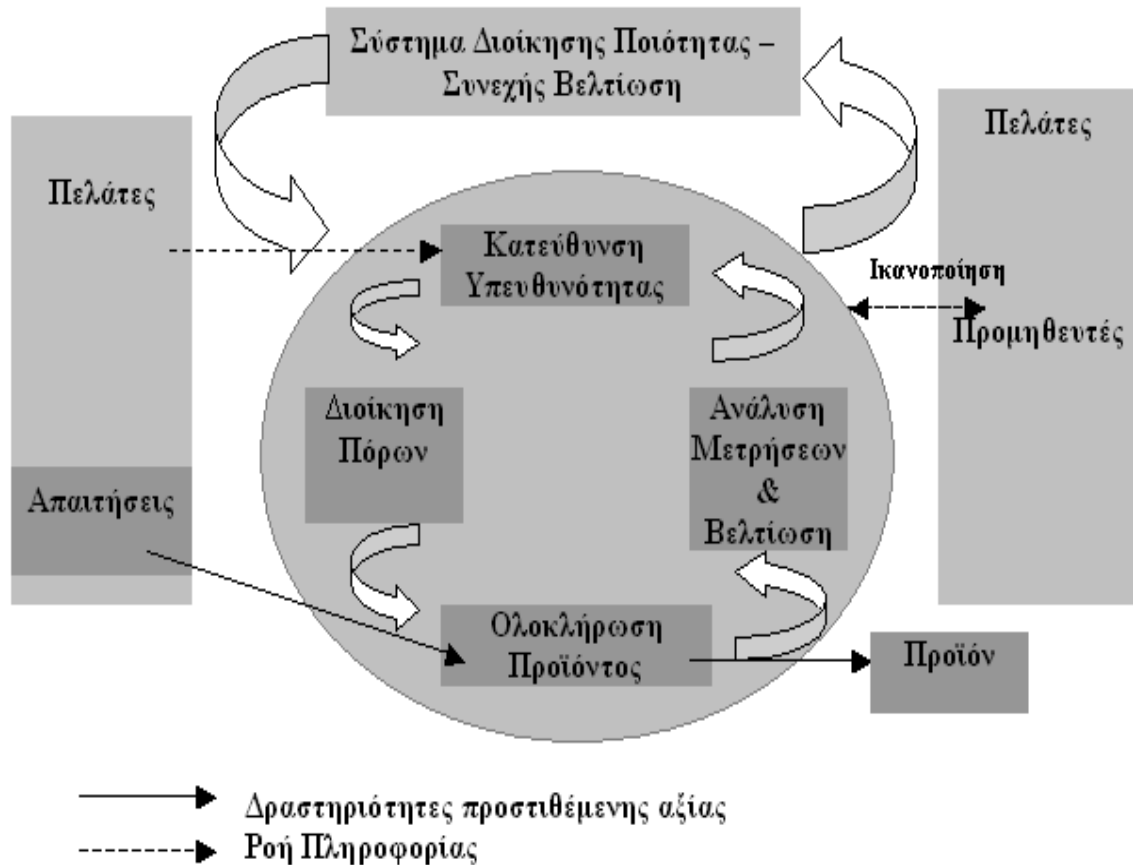 Σύστημα Διοίκησης Ποιότητας –
Συνεχής Βελτίωση
Πελάτες
Πελάτες
Κατεύθυνση
Υπευθυνότητας
Ικανοποίηση
Προμηθευτές
Διοίκηση
Πόρων
Ανάλυση
Μετρήσεων
&
Βελτίωση
Απαιτήσεις
Ολοκλήρωση
Προϊόντος
Προϊόν
Δραστηριότητες προστιθέμενης αξίας
Ροή Πληροφορίας